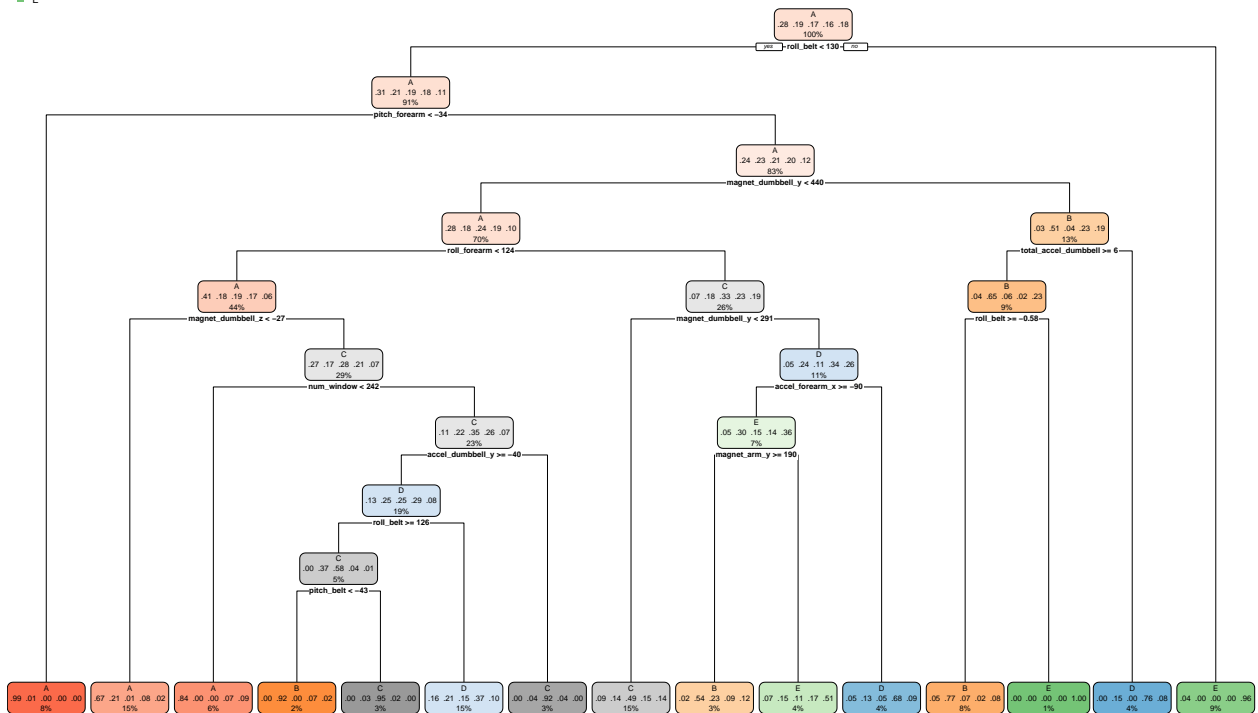 E
A
.28 .19 .17 .16 .18
100%
yes roll_belt < 130 no
A
.31 .21 .19 .18 .11
91%
pitch_forearm < −34
A
.24 .23 .21 .20 .12
83%
magnet_dumbbell_y < 440
A
.28 .18 .24 .19 .10
70%
roll_forearm < 124
B
.03 .51 .04 .23 .19
13%
total_accel_dumbbell >= 6
A
.41 .18 .19 .17 .06
44%
magnet_dumbbell_z < −27
C
.07 .18 .33 .23 .19
26%
magnet_dumbbell_y < 291
B
.04 .65 .06 .02 .23
9%
roll_belt >= −0.58
C
.27 .17 .28 .21 .07
29%
num_window < 242
D
.05 .24 .11 .34 .26
11%
accel_forearm_x >= −90
C
.11 .22 .35 .26 .07
23%
accel_dumbbell_y >= −40
E
.05 .30 .15 .14 .36
7%
magnet_arm_y >= 190
D
.13 .25 .25 .29 .08
19%
roll_belt >= 126
C
.00 .37 .58 .04 .01
5%
pitch_belt < −43
A
.99 .01 .00 .00 .00
8%
A
.67 .21 .01 .08 .02
15%
A
.84 .00 .00 .07 .09
6%
B
.00 .92 .00 .07 .02
2%
C
.00 .03 .95 .02 .00
3%
D
.16 .21 .15 .37 .10
15%
C
.00 .04 .92 .04 .00
3%
C
.09 .14 .49 .15 .14
15%
B
.02 .54 .23 .09 .12
3%
E
.07 .15 .11 .17 .51
4%
D
.05 .13 .05 .68 .09
4%
B
.05 .77 .07 .02 .08
8%
E
.00 .00 .00 .00 1.00
1%
D
.00 .15 .00 .76 .08
4%
E
.04 .00 .00 .00 .96
9%